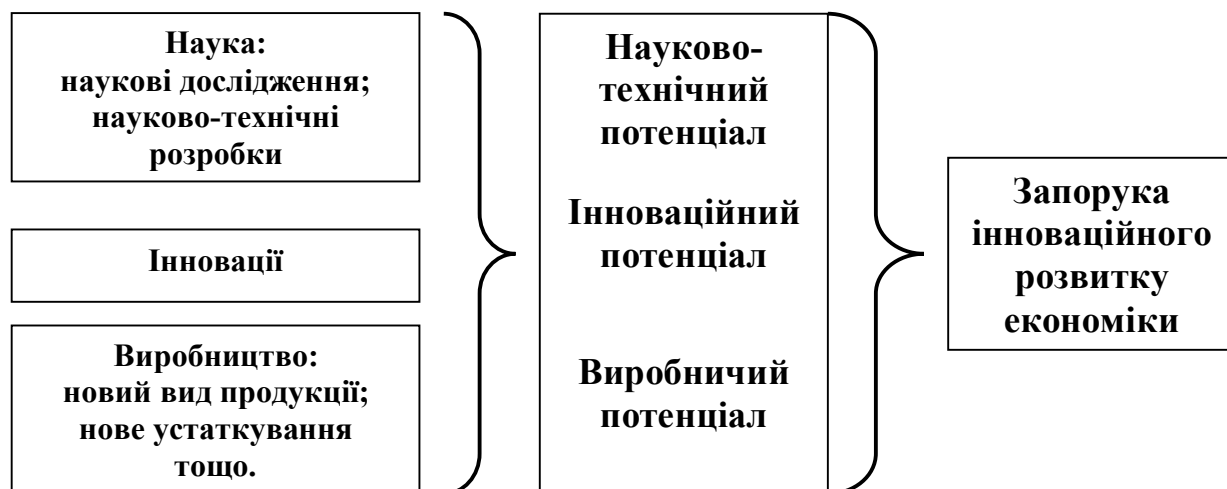 Наука:
наукові дослідження;
науково-технічні
розробки
Інновації
Виробництво:
новий вид продукції;
нове устаткування
тощо.
Науково-
технічний
потенціал
Інноваційний
потенціал
Виробничий
потенціал
Запорука
інноваційного
розвитку
економіки